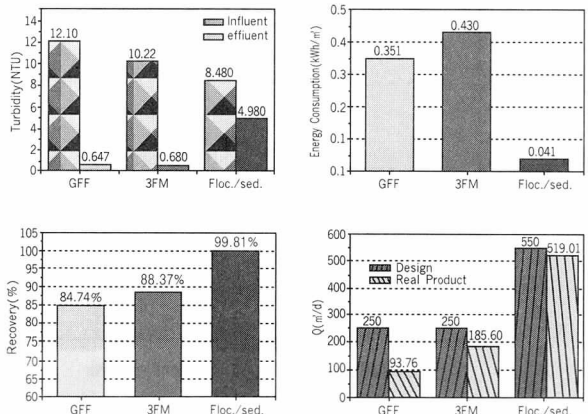 Turbidity(NTU)
14
12
10
8
6
4
2
0
Influent
effiuent
12.10
0.647
10.22
0.680
8.480
4.980
GFF
3FM
Floc./sed.
Energy Consumption(kWh/㎥)
0.5
0.4
0.3
0.2
0.1
0.1
0.351
0.430
0.041
GFF
3FM
Floc./sed.
Recovery(%)
105
100
95
90
85
80
75
70
65
60
84.74%
88.37%
99.81%
GFF
3FM
Floc./sed.
Q(㎥/d)
600
500
400
300
200
100
0
Design
Real Product
250
93.76
250
185.60
550
519.01
GFF
3FM
Floc./sed.